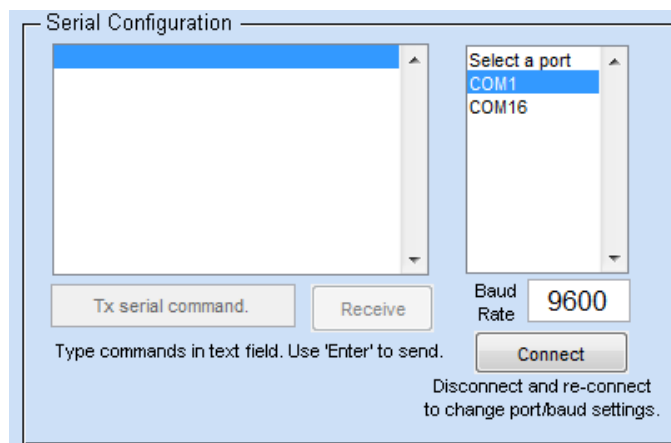 Serial Configuration
Select a port
COM1
COM16
Tx serial command.
Receive
Type commands in text field. Use 'Enter' to send.
Baud
Rate
9600
Connect
Disconnect and re-connect
to change port/baud settings.